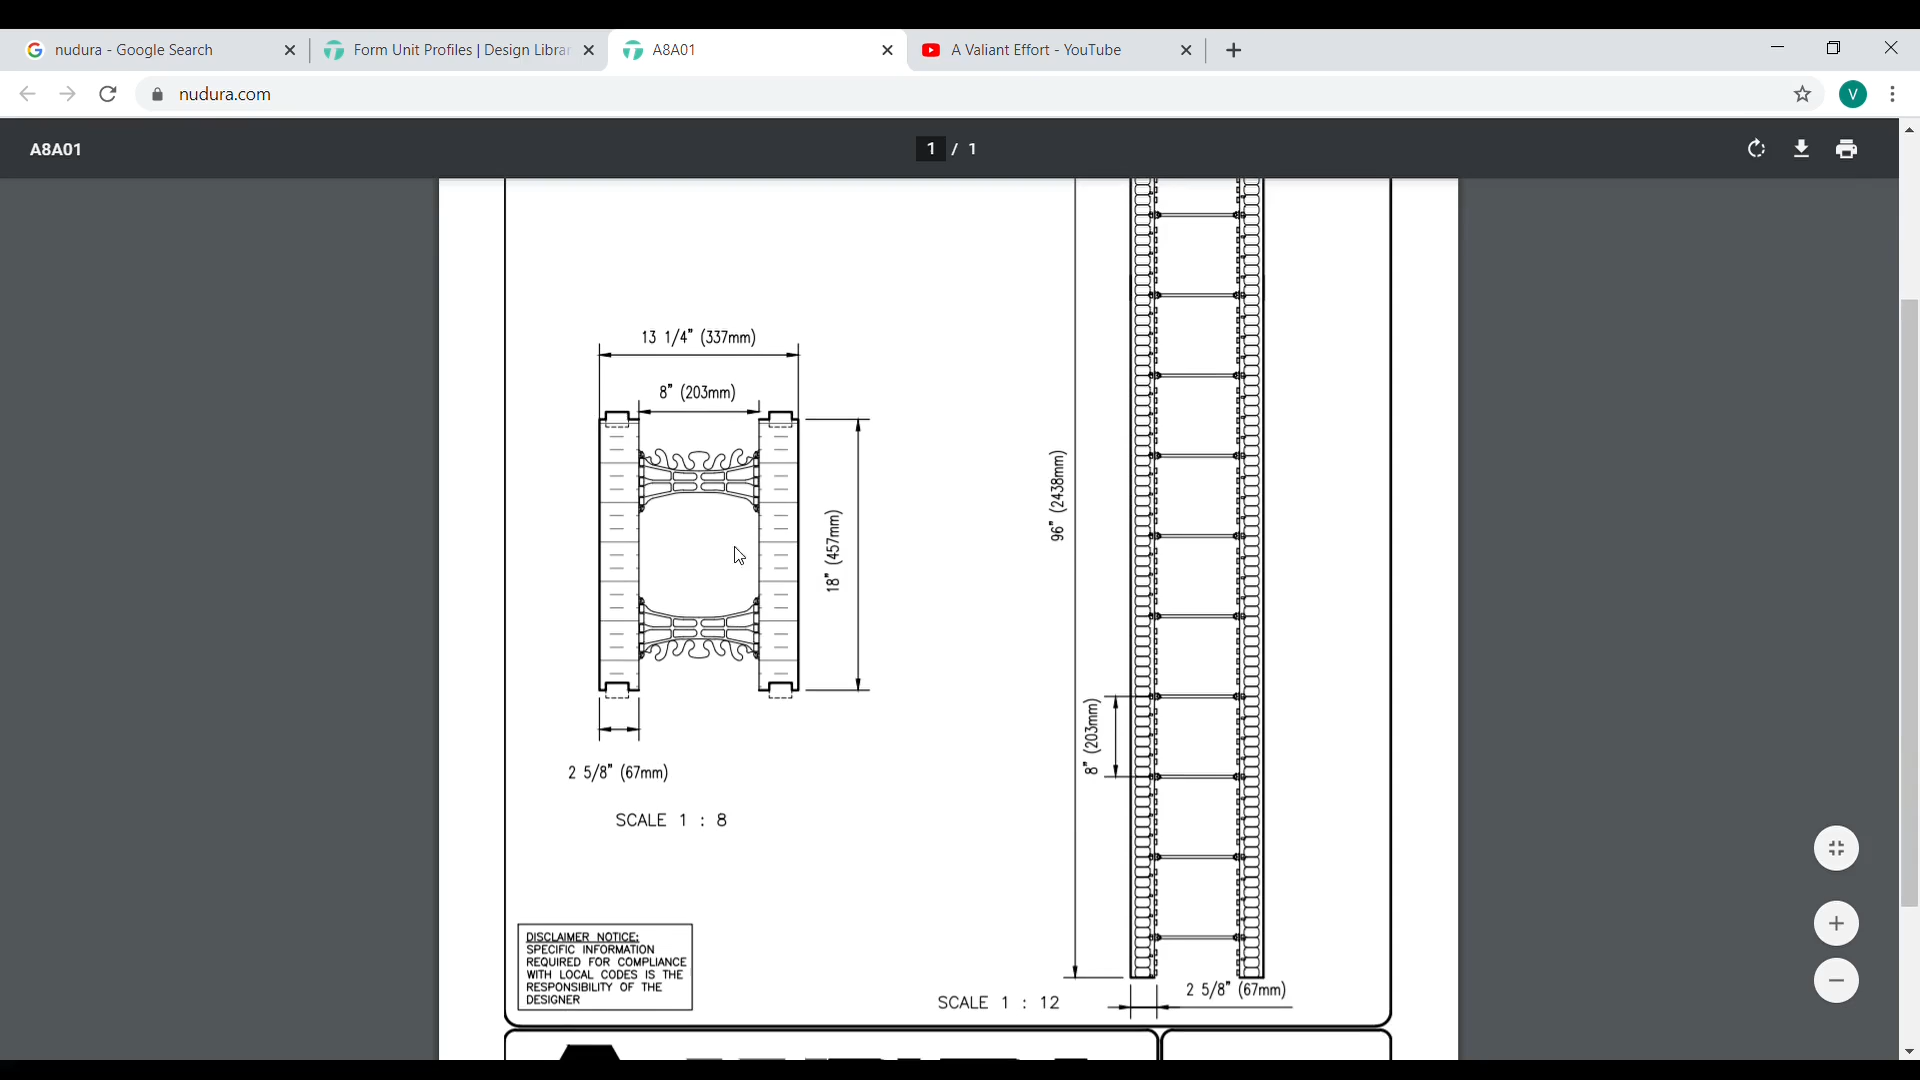 nudura - Google Search
Form Unit Profiles | Design Librar
A8A01
A Valiant Effort - YouTube
nudura.com
V
A8A01
1 / 1
13 1/4" (337mm)
8" (203mm)
18" (457mm)
2 5/8" (67mm)
SCALE 1 : 8
96" (2438mm)
8" (203mm)
2 5/8" (67mm)
SCALE 1 : 12
DISCLAIMER NOTICE:
SPECIFIC INFORMATION
REQUIRED FOR COMPLIANCE
WITH LOCAL CODES IS THE
RESPONSIBILITY OF THE
DESIGNER